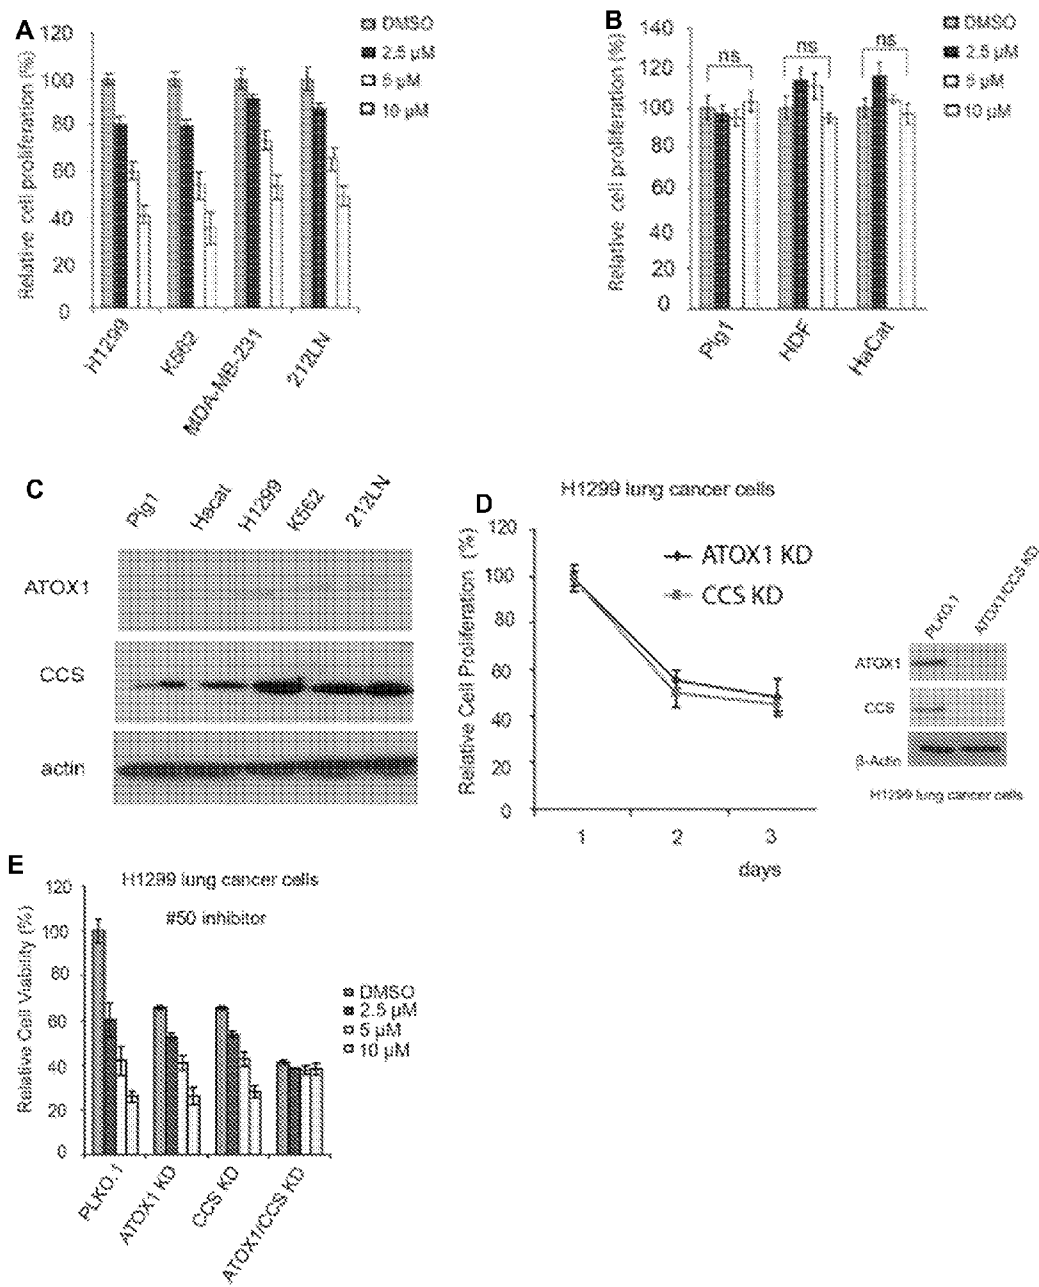 A
Relative cell proliferation (%)
120
100
80
60
40
20
0
H1299
K562
MDA-MB-231
212LN
DMSO
2.5 µM
5 µM
10 µM
B
Relative cell proliferation (%)
140
120
100
80
60
40
20
0
ns
ns
ns
Pig1
HDF
HaCat
DMSO
2.5 µM
5 µM
10 µM
C
Pig1
Hacat
H1299
K562
212LN
ATOX1
CCS
actin
D
H1299 lung cancer cells
Relative Cell Proliferation (%)
120
100
80
60
40
20
0
1
2
3
days
ATOX1 KD
CCS KD
PLKO.1
ATOX1/CCS KD
ATOX1
CCS
β-Actin
H1299 lung cancer cells
E
H1299 lung cancer cells
#50 inhibitor
Relative Cell Viability (%)
120
100
80
60
40
20
0
PLKO.1
ATOX1 KD
CCS KD
ATOX1/CCS KD
DMSO
2.5 µM
5 µM
10 µM